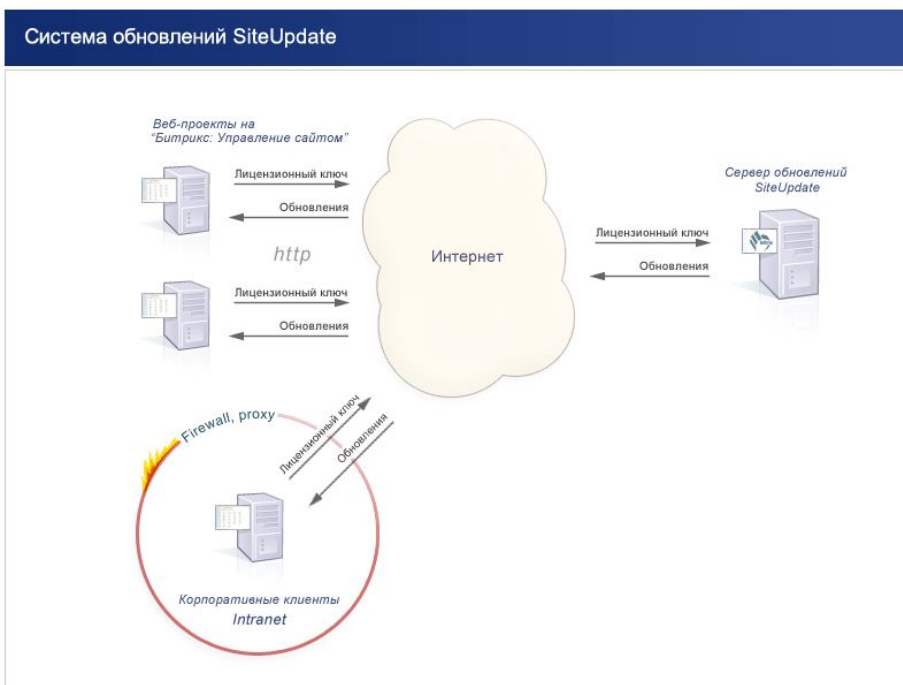 Система обновлений SiteUpdate
Веб-проекты на
"Битрикс: Управление сайтом"
Лицензионный ключ
Обновления
http
Лицензионный ключ
Обновления
Интернет
Сервер обновлений
SiteUpdate
Лицензионный ключ
Обновления
Firewall, proxy
Лицензионный ключ
Обновления
Корпоративные клиенты
Intranet